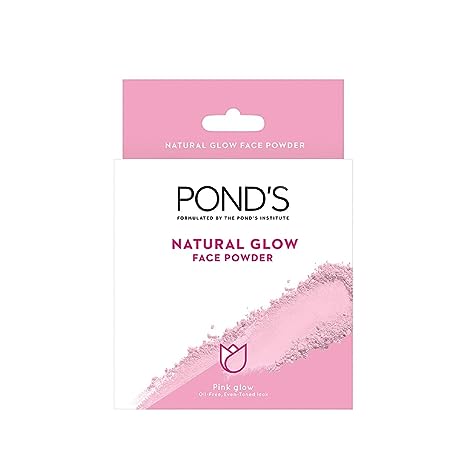 NATURAL GLOW FACE POWDER
POND'S
FORMULATED BY THE POND'S INSTITUTE
NATURAL GLOW
FACE POWDER
Pink glow
Oil-Free, Even-Toned look